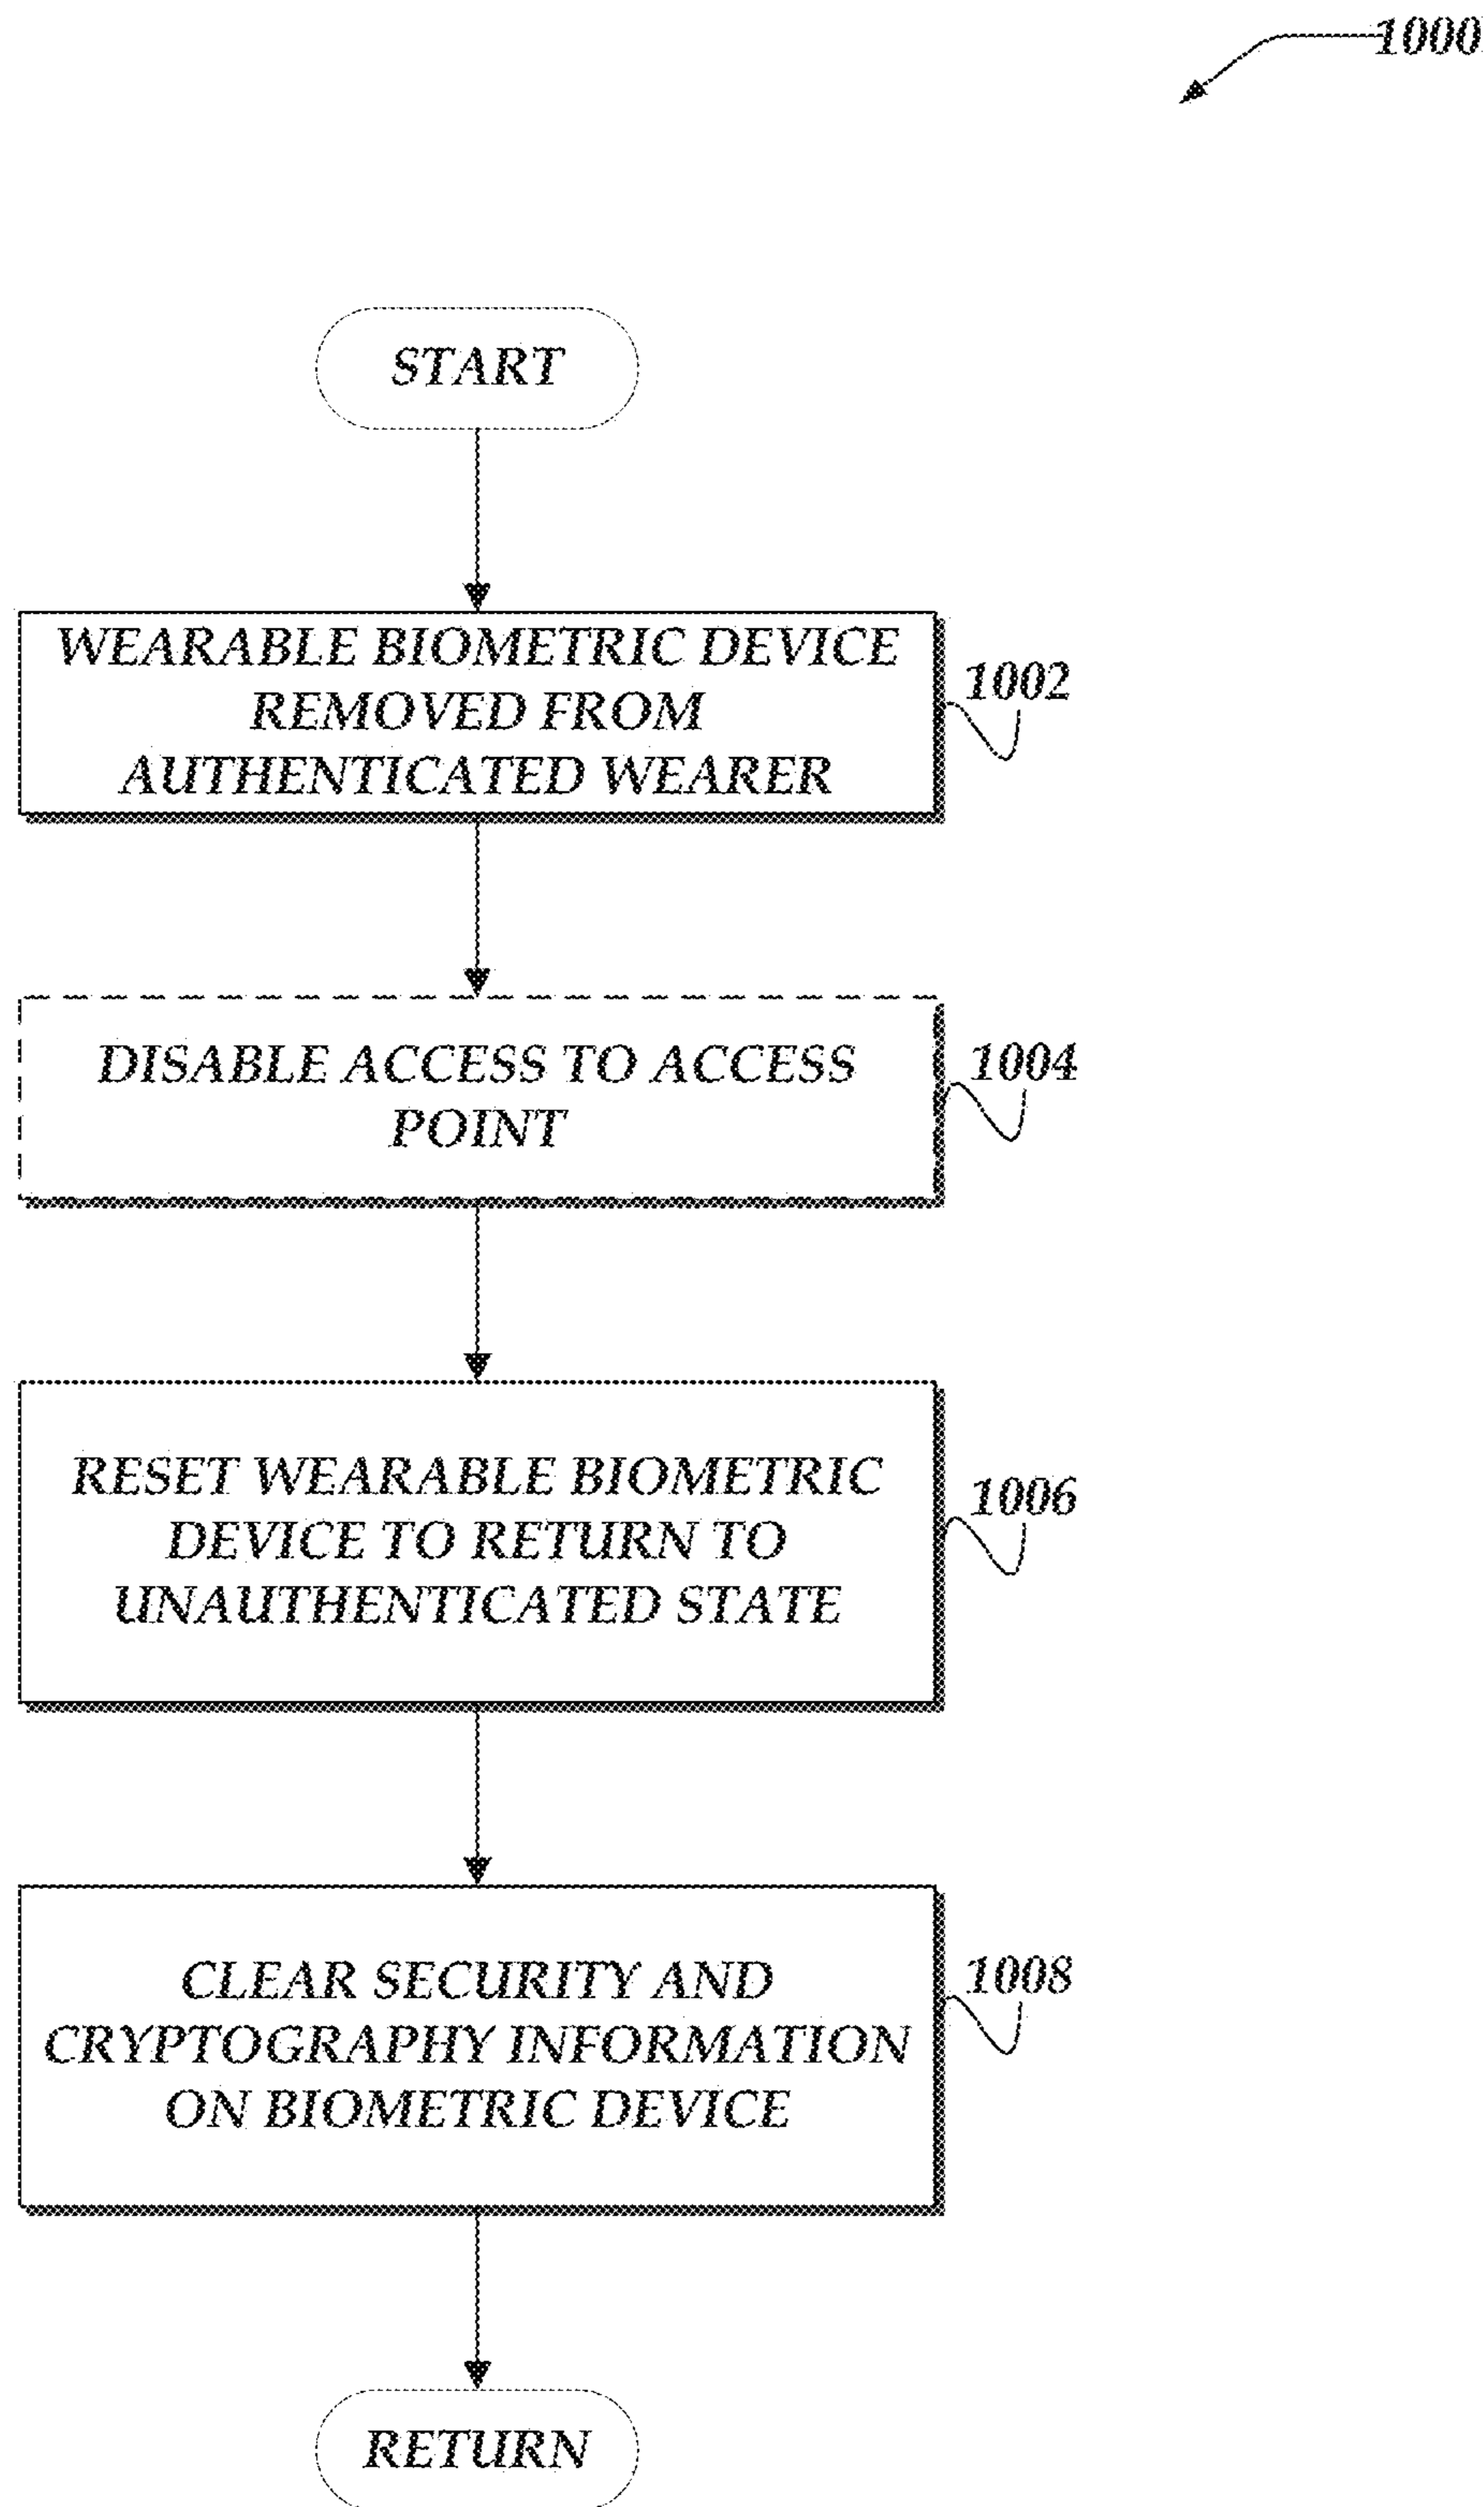 1000
START
WEARABLE BIOMETRIC DEVICE
REMOVED FROM
AUTHENTICATED WEARER
1002
DISABLE ACCESS TO ACCESS
POINT
1004
RESET WEARABLE BIOMETRIC
DEVICE TO RETURN TO
UNAUTHENTICATED STATE
1006
CLEAR SECURITY AND
CRYPTOGRAPHY INFORMATION
ON BIOMETRIC DEVICE
1008
RETURN